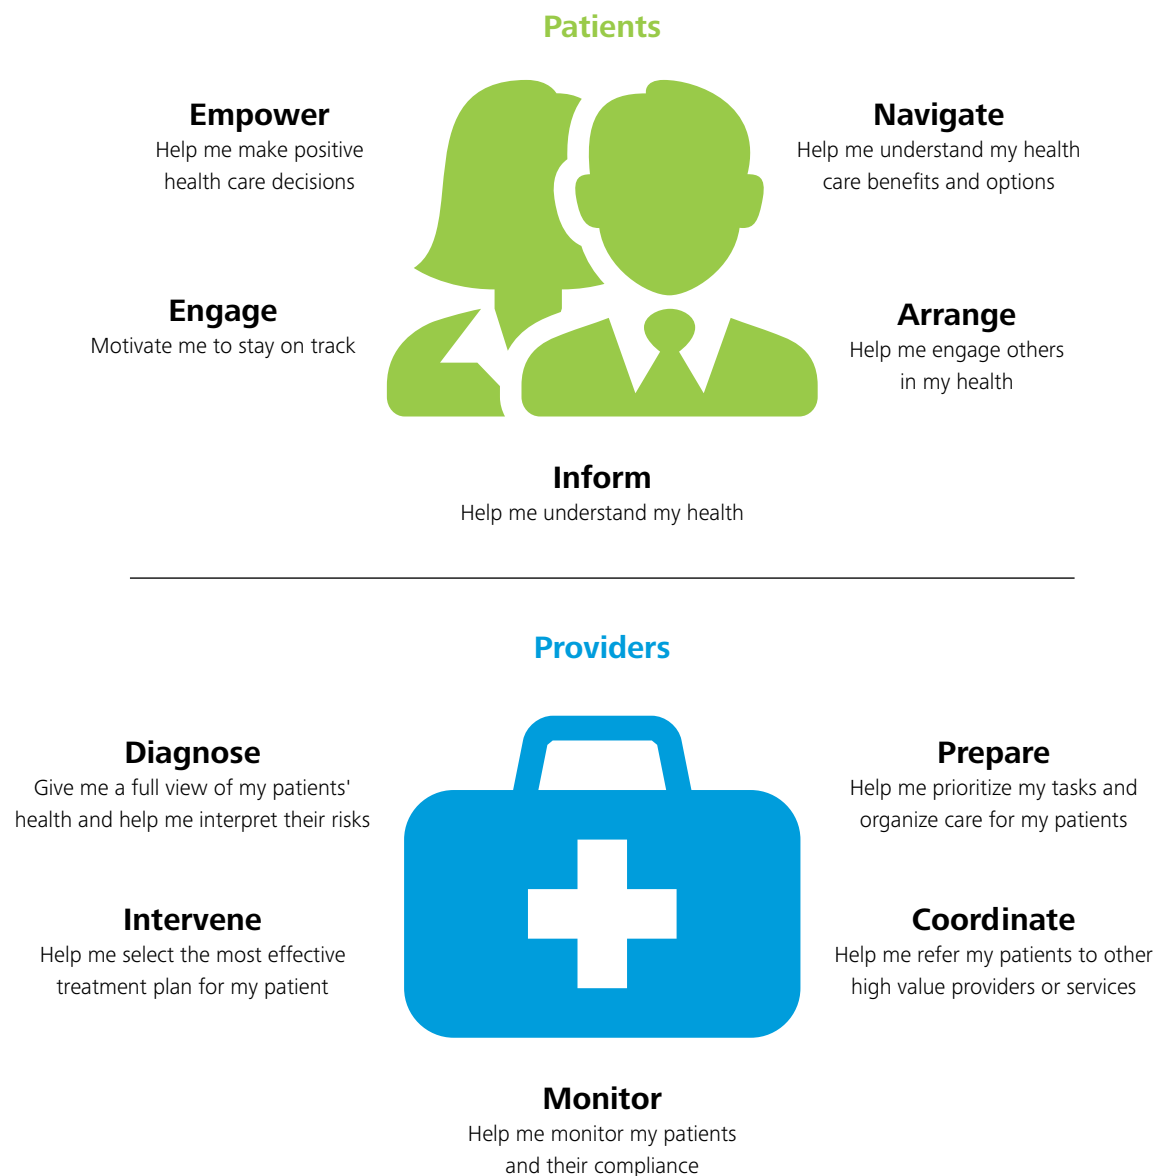 Patients
Empower
Help me make positive
health care decisions
Navigate
Help me understand my health
care benefits and options
Engage
Motivate me to stay on track
Arrange
Help me engage others
in my health
Inform
Help me understand my health
Providers
Diagnose
Give me a full view of my patients'
health and help me interpret their risks
Prepare
Help me prioritize my tasks and
organize care for my patients
Intervene
Help me select the most effective
treatment plan for my patient
Coordinate
Help me refer my patients to other
high value providers or services
Monitor
Help me monitor my patients
and their compliance